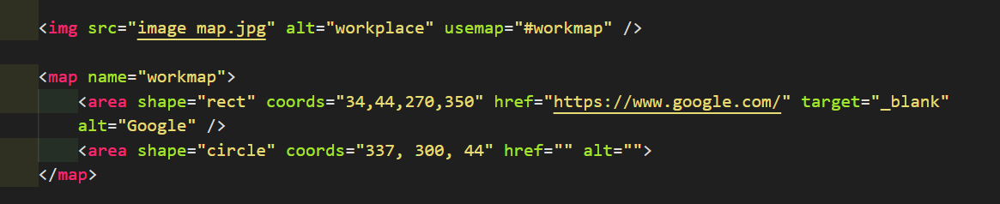 <img src="image map.jpg" alt="workplace" usemap="#workmap" />
<map name="workmap">
<area shape="rect" coords="34,44,270,350" href="https://www.google.com/" target="_blank"
alt="Google" />
<area shape="circle" coords="337, 300, 44" href="" alt="">
</map>